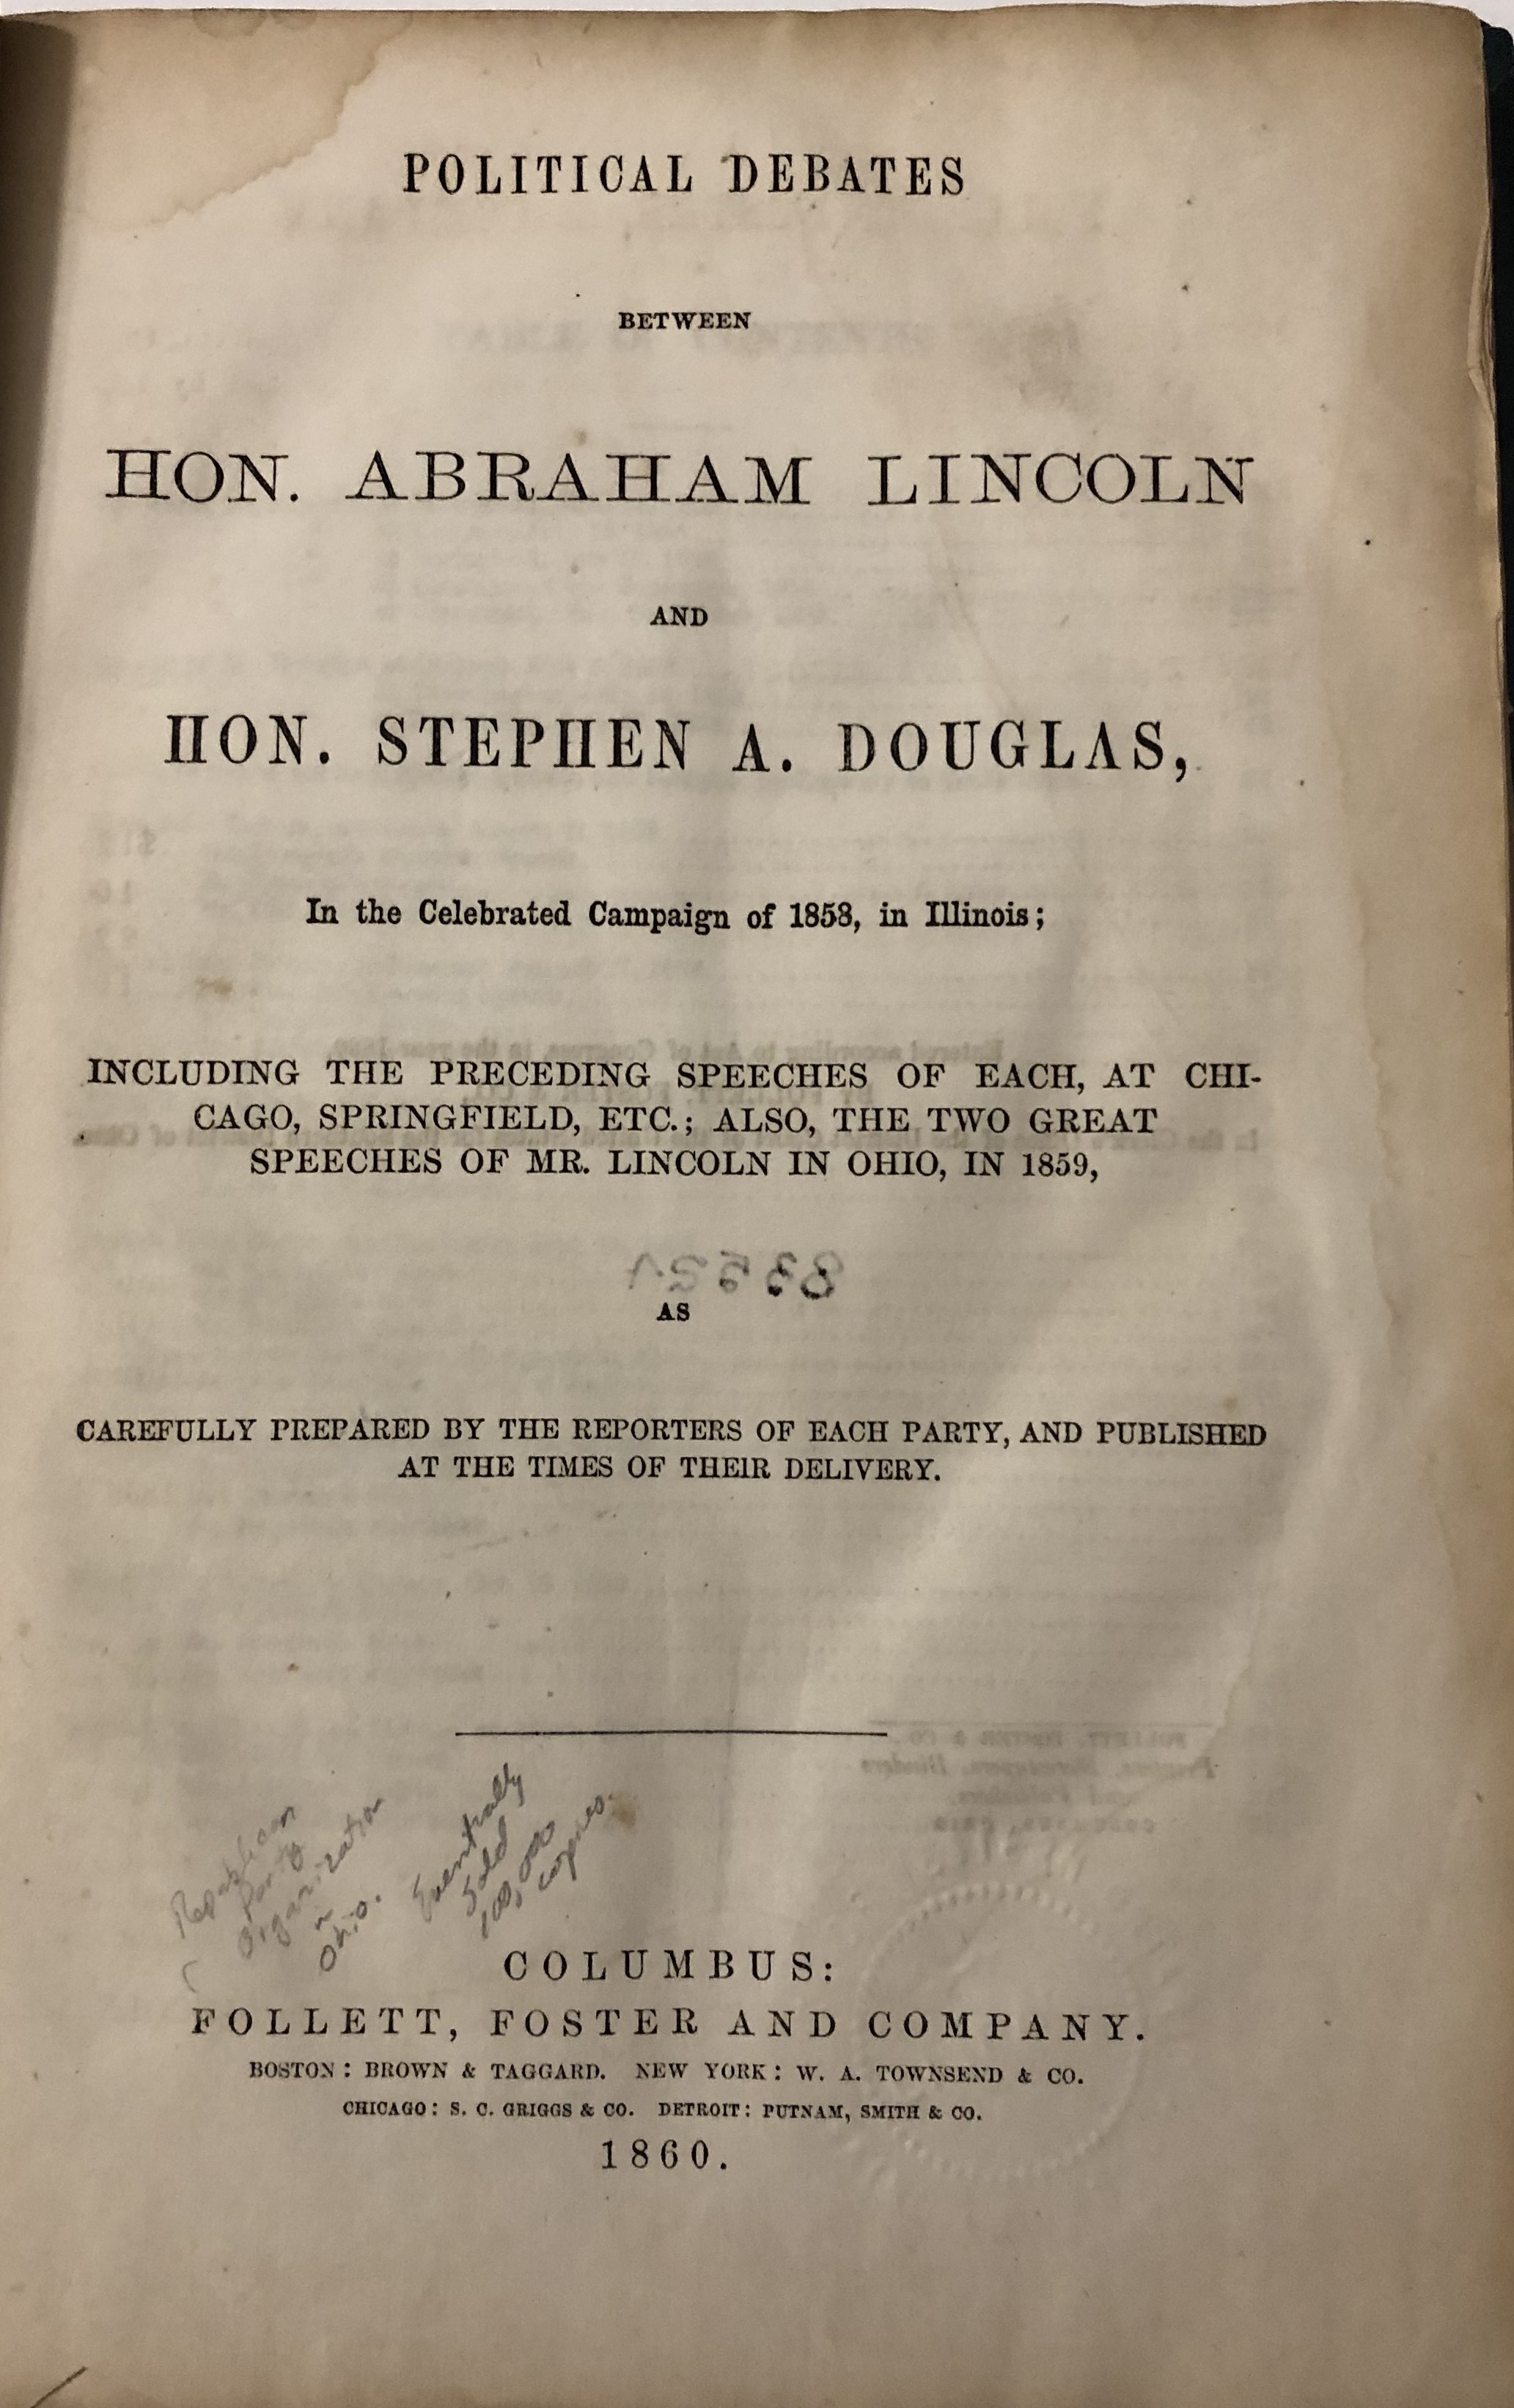 POLITICAL DEBATES
BETWEEN
HON. ABRAHAM LINCOLN
AND
HON. STEPHEN A. DOUGLAS,
In the Celebrated Campaign of 1858, in Illinois;
INCLUDING THE PRECEDING SPEECHES OF EACH, AT CHI-
CAGO, SPRINGFIELD, ETC.; ALSO, THE TWO GREAT
SPEECHES OF MR. LINCOLN IN OHIO, IN 1859,
AS
CAREFULLY PREPARED BY THE REPORTERS OF EACH PARTY, AND PUBLISHED
AT THE TIMES OF THEIR DELIVERY.
Republican
Party
organization
in
Ohio.
Eventually
sold
100,000
copies.
COLUMBUS:
FOLLETT, FOSTER AND COMPANY.
BOSTON: BROWN & TAGGARD. NEW YORK: W. A. TOWNSEND & CO.
CHICAGO: S. C. GRIGGS & CO. DETROIT: PUTNAM, SMITH & CO.
1860.